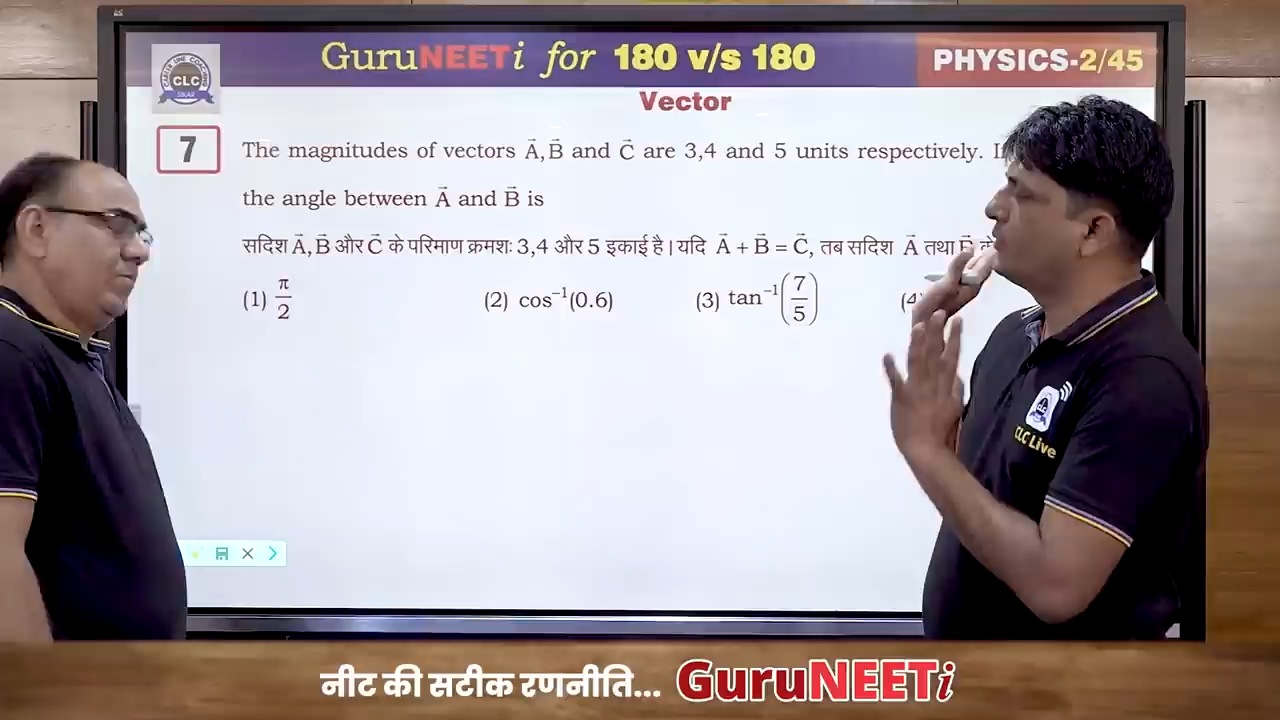 GuruNEETi for 180 v/s 180
PHYSICS-2/45
CLC
Vector
7
The magnitudes of vectors A⃗, B⃗ and C⃗ are 3,4 and 5 units respectively.
the angle between A⃗ and B⃗ is
सदिश A⃗, B⃗ और C⃗ के परिमाण क्रमशः 3,4 और 5 इकाई है। यदि A⃗ + B⃗ = C⃗, तब सदिश A⃗ तथा
(1) π/2 (2) cos⁻¹(0.6) (3) tan⁻¹(7/5) (4
CLC Live
नीट की सटीक रणनीति... GuruNEETi